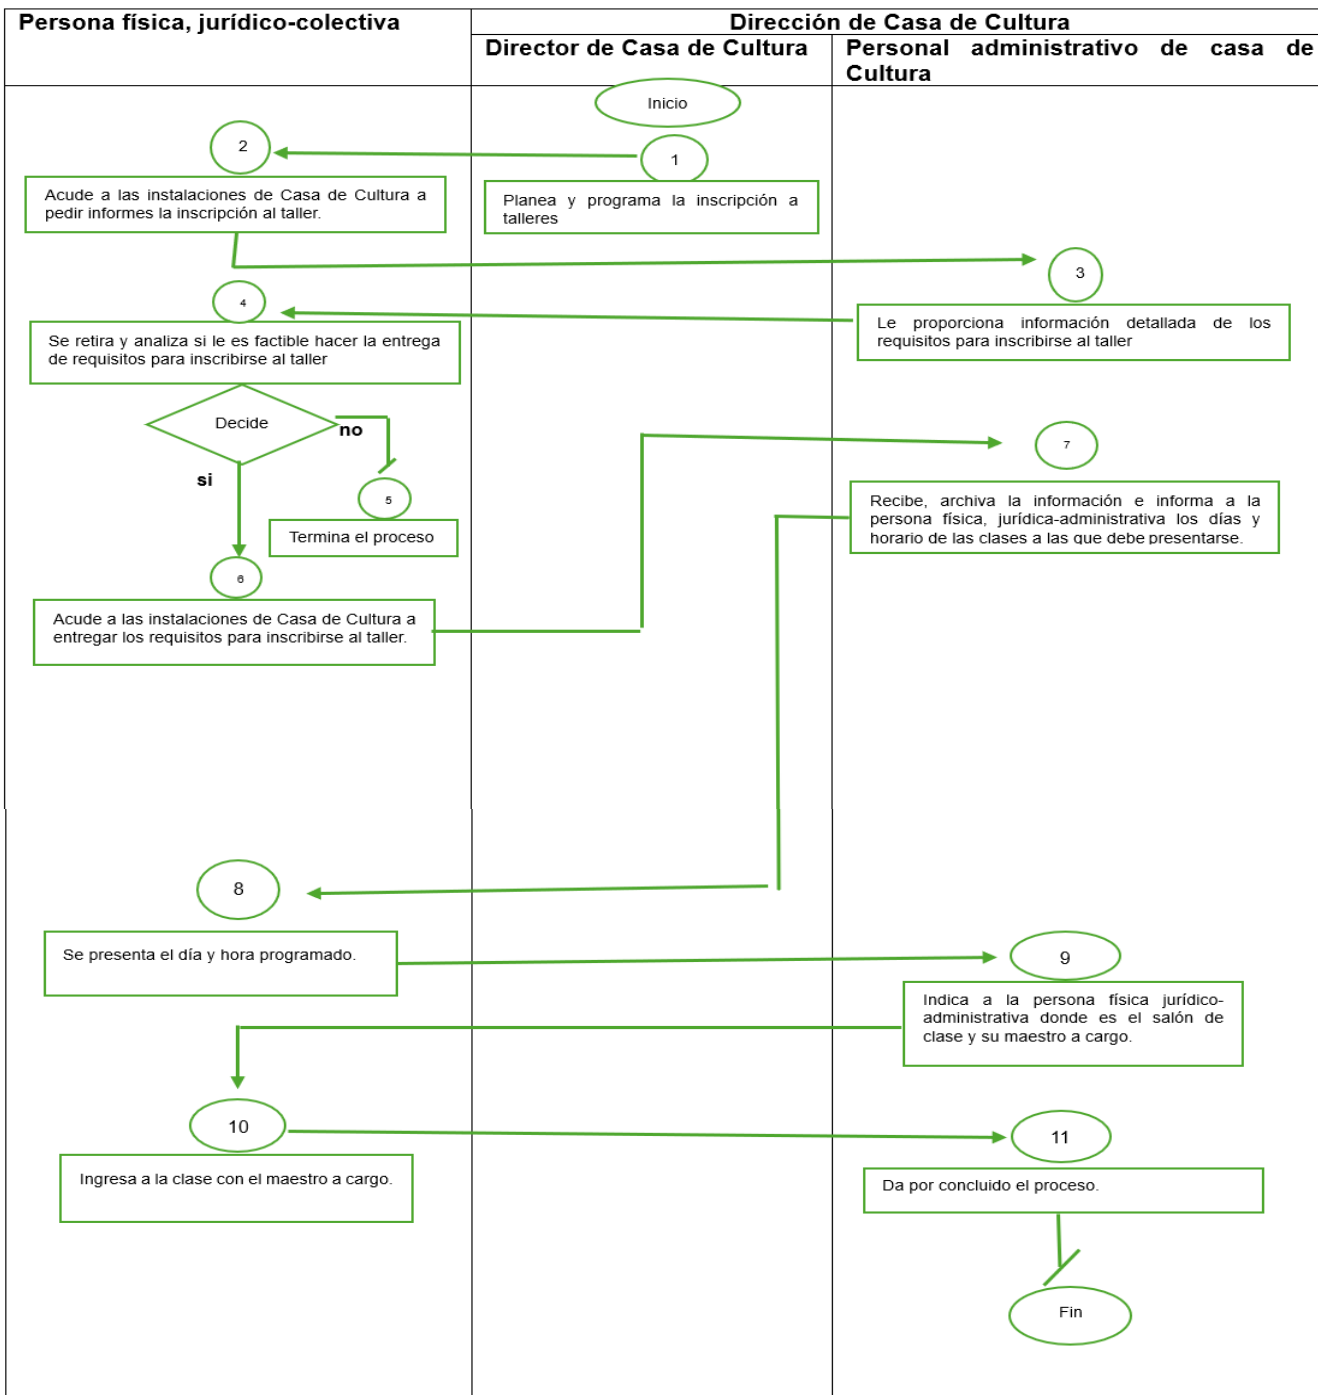 Persona física, jurídico-colectiva
Dirección de Casa de Cultura
Director de Casa de Cultura
Personal administrativo de casa de
Cultura
Inicio
1
Planea y programa la inscripción a
talleres
2
Acude a las instalaciones de Casa de Cultura a
pedir informes la inscripción al taller.
3
Le proporciona información detallada de los
requisitos para inscribirse al taller
4
Se retira y analiza si le es factible hacer la entrega
de requisitos para inscribirse al taller
Decide
no
si
5
Termina el proceso
6
Acude a las instalaciones de Casa de Cultura a
entregar los requisitos para inscribirse al taller.
7
Recibe, archiva la información e informa a la
persona física, jurídica-administrativa los días y
horario de las clases a las que debe presentarse.
8
Se presenta el día y hora programado.
9
Indica a la persona física jurídico-
administrativa donde es el salón de
clase y su maestro a cargo.
10
Ingresa a la clase con el maestro a cargo.
11
Da por concluido el proceso.
Fin